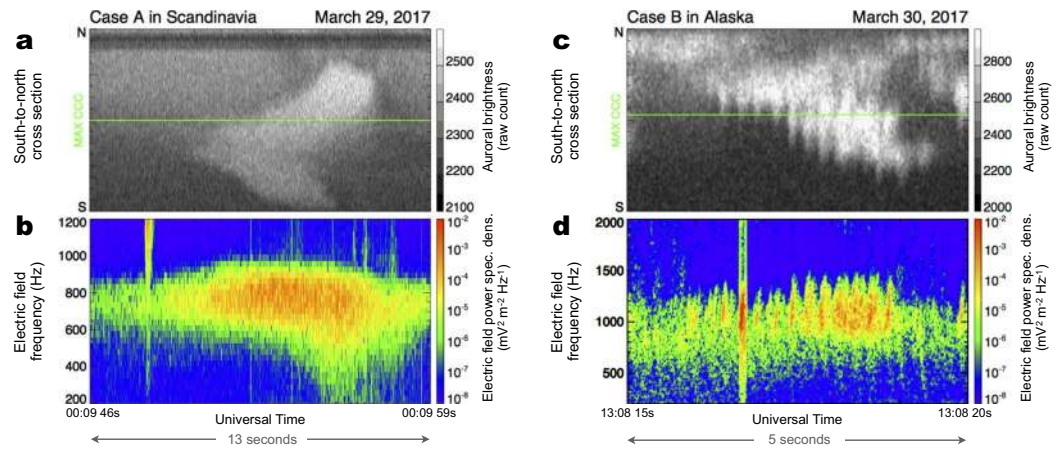 Case A in Scandinavia March 29, 2017
a
N
MAX CCC
South-to-north
cross section
S
2500
2400
2300
2200
2100
Auroral brightness
(raw count)
b
1200
1000
800
600
400
200
Electric field
frequency (Hz)
10-2
10-3
10-4
10-5
10-6
10-7
10-8
Electric field power spec. dens.
(mV2 m-2 Hz-1)
00:09 46s 00:09 59s
Universal Time
13 seconds
Case B in Alaska March 30, 2017
c
N
MAX CCC
South-to-north
cross section
S
2800
2600
2400
2200
2000
Auroral brightness
(raw count)
d
2000
1500
1000
500
Electric field
frequency (Hz)
10-2
10-3
10-4
10-5
10-6
10-7
10-8
Electric field power spec. dens.
(mV2 m-2 Hz-1)
13:08 15s 13:08 20s
Universal Time
5 seconds